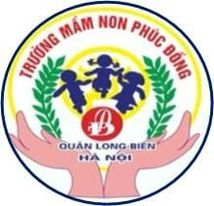 TRƯỜNG MẦM NON PHÚC ĐỒNG
QUẬN LONG BIÊN
HÀ NỘI